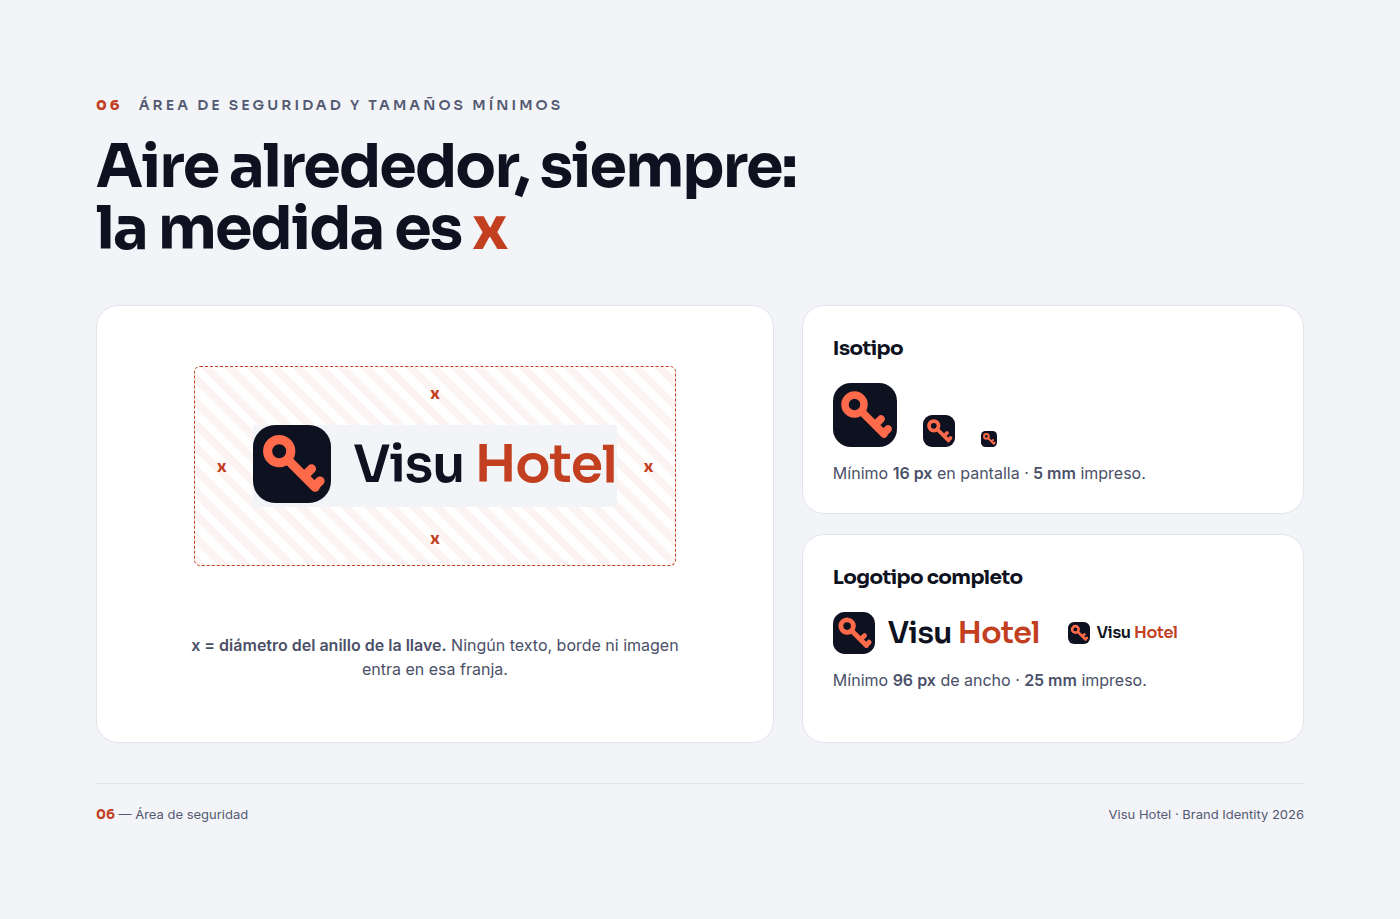 06 ÁREA DE SEGURIDAD Y TAMAÑOS MÍNIMOS
Aire alrededor, siempre:
la medida es x
x
x
Visu Hotel
x
x
x = diámetro del anillo de la llave. Ningún texto, borde ni imagen
entra en esa franja.
Isotipo
Mínimo 16 px en pantalla · 5 mm impreso.
Logotipo completo
Visu Hotel
Visu Hotel
Mínimo 96 px de ancho · 25 mm impreso.
06 — Área de seguridad
Visu Hotel · Brand Identity 2026